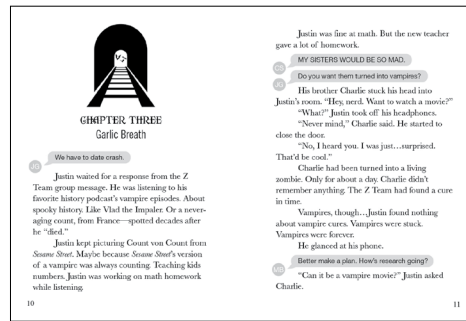 CHAPTER THREE
Garlic Breath
JG
We have to date crash.
Justin waited for a response from the Z
Team group message. He was listening to his
favorite history podcast's vampire episodes. About
spooky history. Like Vlad the Impaler. Or a never-
aging count, from France—spotted decades after
he "died."
Justin kept picturing Count von Count from
Sesame Street. Maybe because Sesame Street's version
of a vampire was always counting. Teaching kids
numbers. Justin was working on math homework
while listening.
10
Justin was fine at math. But the new teacher
gave a lot of homework.
MY SISTERS WOULD BE SO MAD.
JG
Do you want them turned into vampires?
His brother Charlie stuck his head into
Justin's room. "Hey, nerd. Want to watch a movie?"
"What?" Justin took off his headphones.
"Never mind," Charlie said. He started to
close the door.
"No, I heard you. I was just…surprised.
That'd be cool."
Charlie had been turned into a living
zombie. Only for about a day. Charlie didn't
remember anything. The Z Team had found a cure
in time.
Vampires, though…Justin found nothing
about vampire cures. Vampires were stuck.
Vampires were forever.
He glanced at his phone.
Better make a plan. How's research going?
"Can it be a vampire movie?" Justin asked
Charlie.
11